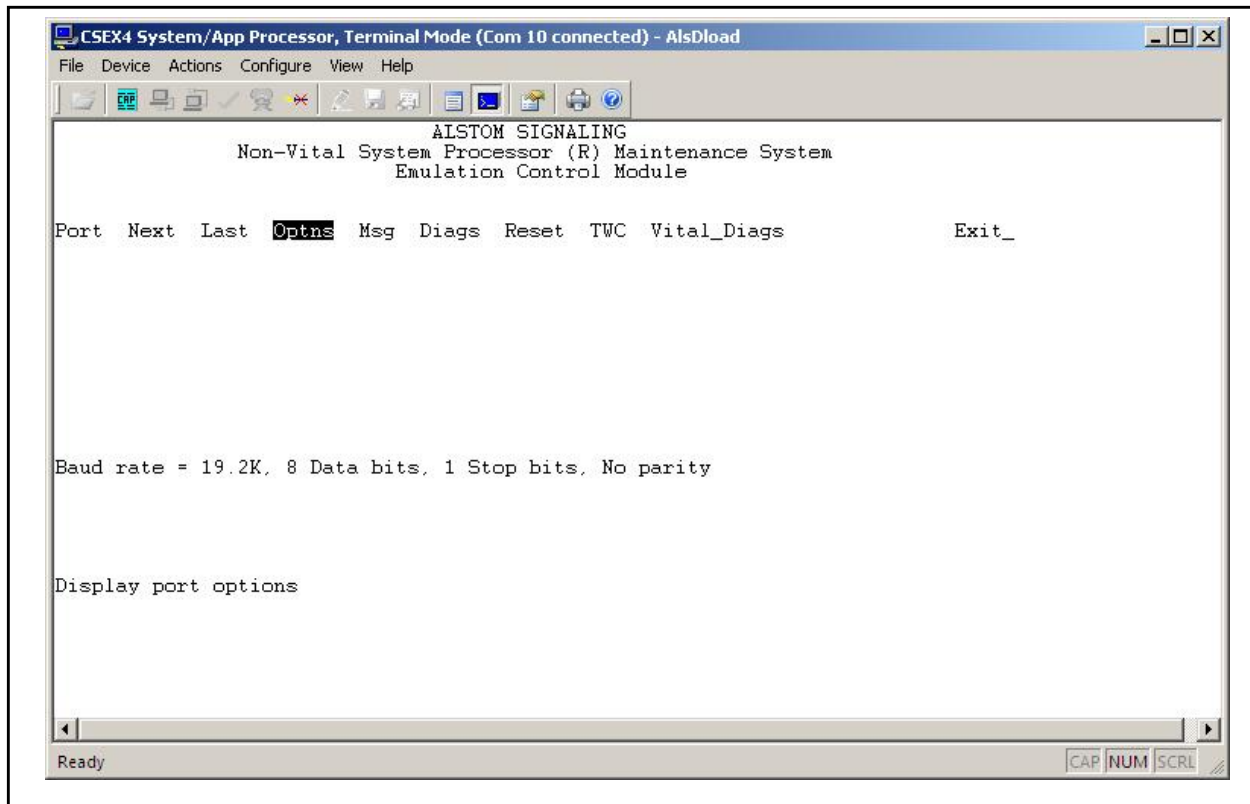 CSEX4 System/App Processor, Terminal Mode (Com 10 connected) - AlsDload
File Device Actions Configure View Help
CAP
ALSTOM SIGNALING
Non-Vital System Processor (R) Maintenance System
Emulation Control Module
Port Next Last Optns Msg Diags Reset TWC Vital_Diags Exit_
Baud rate = 19.2K, 8 Data bits, 1 Stop bits, No parity
Display port options
Ready CAP NUM SCRL